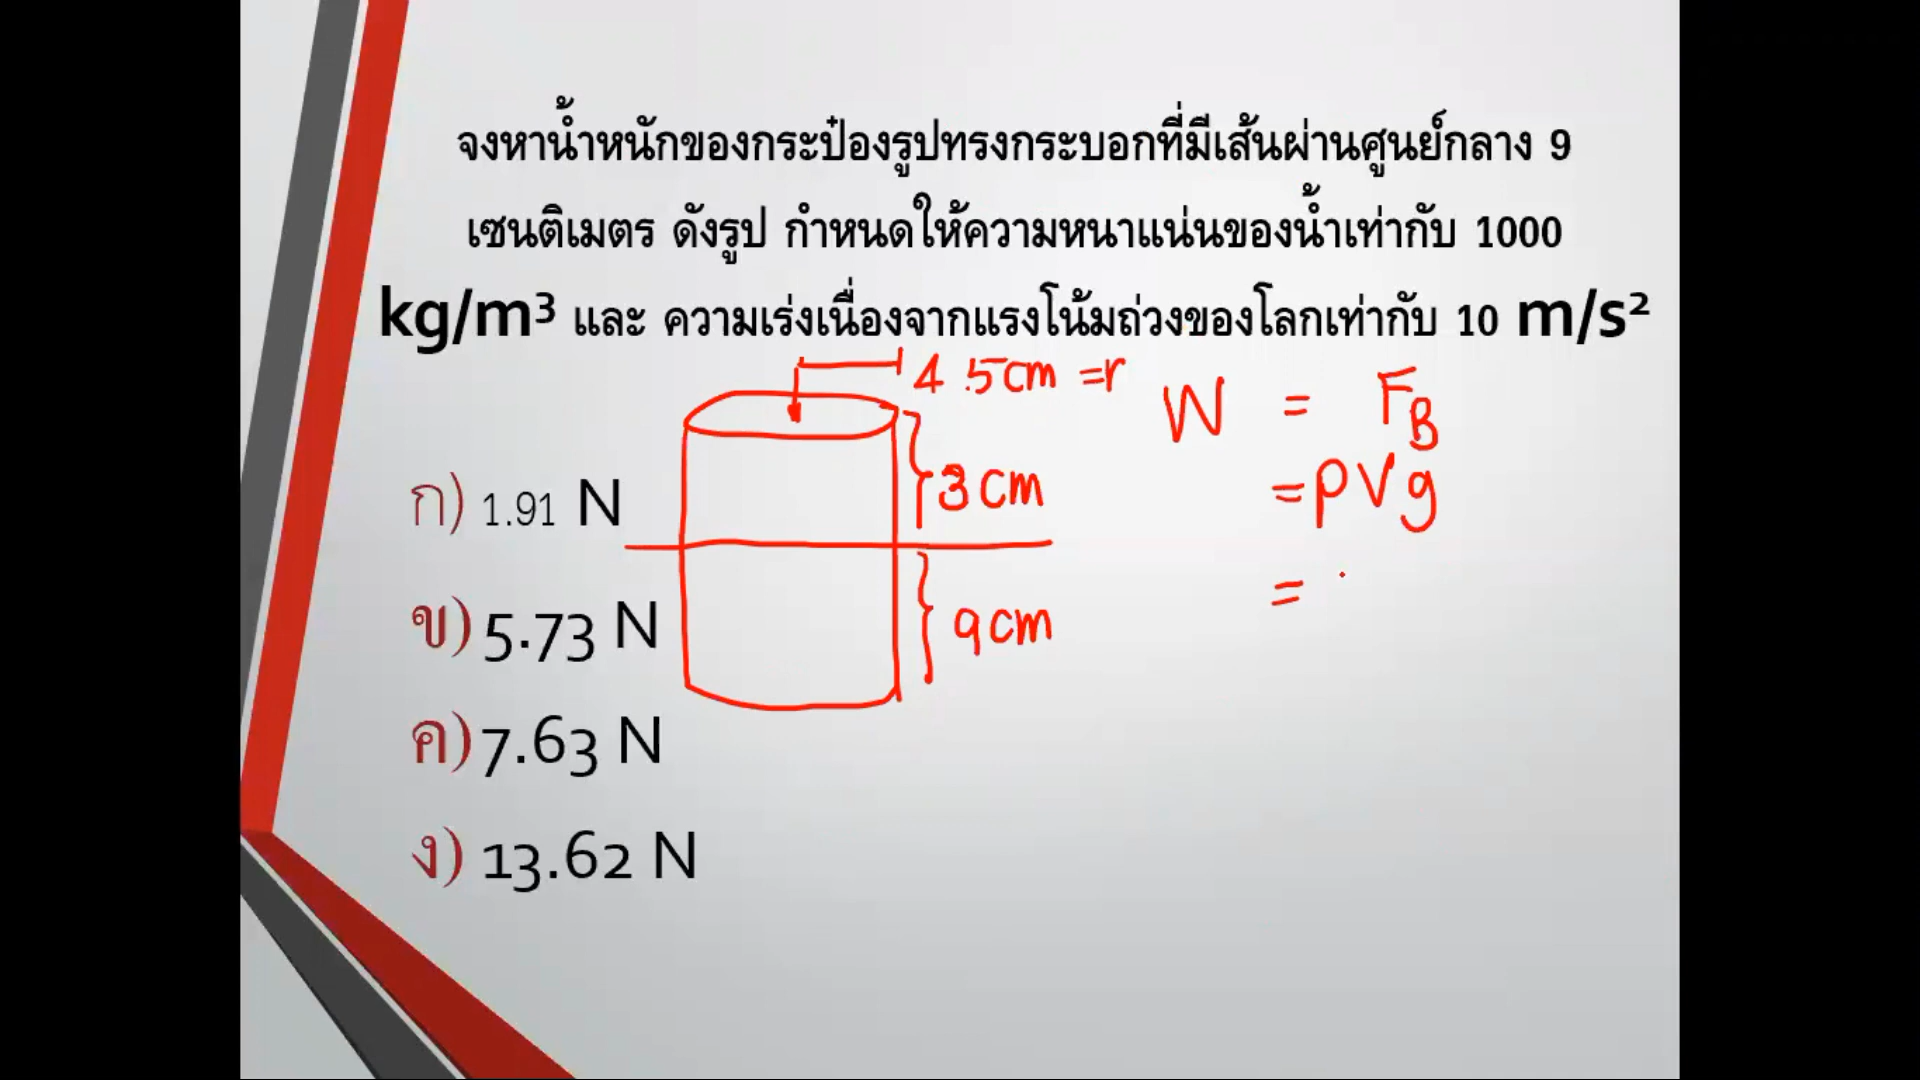 จงหาน้ำหนักของกระป๋องรูปทรงกระบอกที่มีเส้นผ่านศูนย์กลาง 9
เซนติเมตร ดังรูป กำหนดให้ความหนาแน่นของน้ำเท่ากับ 1000
kg/m³ และ ความเร่งเนื่องจากแรงโน้มถ่วงของโลกเท่ากับ 10 m/s²
4.5cm =r
W = FB
3cm
=ρVg
ก) 1.91 N
=
ข) 5.73 N
9cm
ค) 7.63 N
ง) 13.62 N